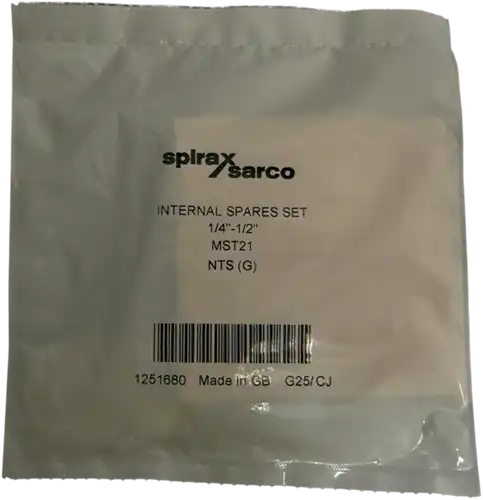 spirax
sarco
INTERNAL SPARES SET
1/4"-1/2"
MST21
NTS (G)
1251680 Made in GB G25/CJ